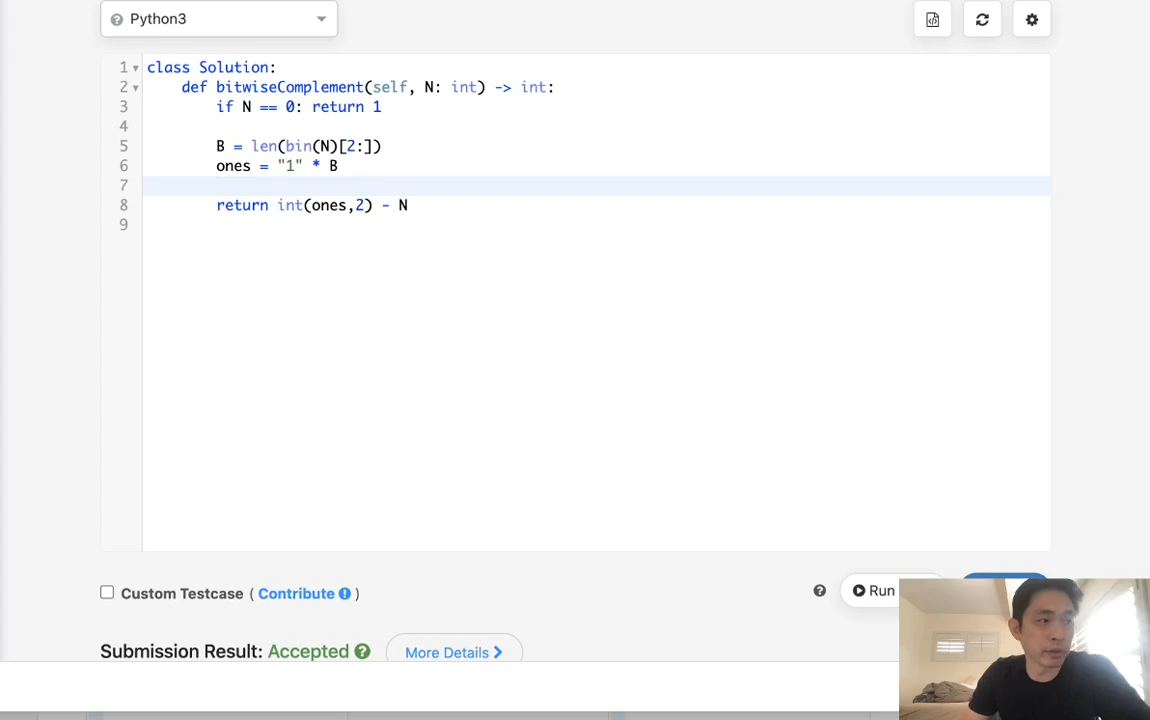 Python3
1 class Solution:
2 def bitwiseComplement(self, N: int) -> int:
3 if N == 0: return 1
4
5 B = len(bin(N)[2:])
6 ones = "1" * B
7
8 return int(ones,2) - N
9
Custom Testcase ( Contribute )
Run
Submission Result: Accepted
More Details